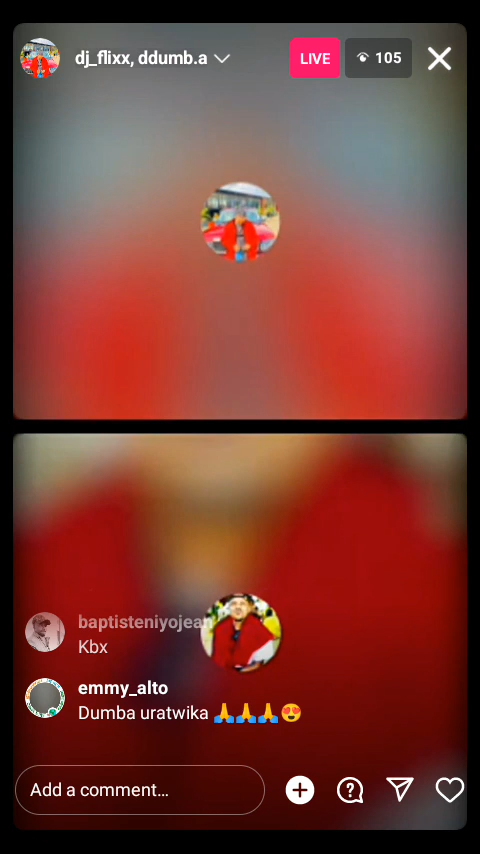 dj_flixx, ddumb.a
LIVE
105
baptisteniyojean
Kbx
emmy_alto
Dumba uratwika 🙏🙏🙏😍
Add a comment…